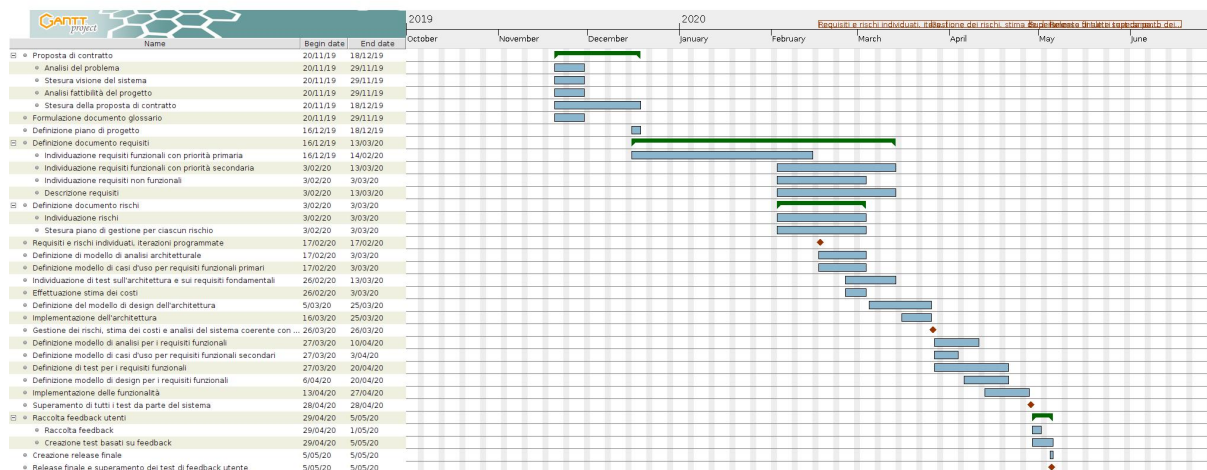 GANTT project
2019
2020
October November December January February March April May June
Name Begin date End date
Proposta di contratto 20/11/19 18/12/19
Analisi del problema 20/11/19 29/11/19
Stesura visione del sistema 20/11/19 29/11/19
Analisi fattibilità del progetto 20/11/19 29/11/19
Stesura della proposta di contratto 20/11/19 18/12/19
Formulazione documento glossario 20/11/19 29/11/19
Definizione piano di progetto 16/12/19 18/12/19
Definizione documento requisiti 16/12/19 13/03/20
Individuazione requisiti funzionali con priorità primaria 16/12/19 14/02/20
Individuazione requisiti funzionali con priorità secondaria 3/02/20 13/03/20
Individuazione requisiti non funzionali 3/02/20 3/03/20
Descrizione requisiti 3/02/20 13/03/20
Definizione documento rischi 3/02/20 3/03/20
Individuazione rischi 3/02/20 3/03/20
Stesura piano di gestione per ciascun rischio 3/02/20 3/03/20
Requisiti e rischi individuati, iterazioni programmate 17/02/20 17/02/20
Definizione di modello di analisi architetturale 17/02/20 3/03/20
Definizione modello di casi d'uso per requisiti funzionali primari 17/02/20 3/03/20
Individuazione di test sull'architettura e sui requisiti fondamentali 26/02/20 13/03/20
Effettuazione stima dei costi 26/02/20 3/03/20
Definizione del modello di design dell'architettura 5/03/20 25/03/20
Implementazione dell'architettura 16/03/20 25/03/20
Gestione dei rischi, stima dei costi e analisi del sistema coerente con ... 26/03/20 26/03/20
Definizione modello di analisi per i requisiti funzionali 27/03/20 10/04/20
Definizione modello di casi d'uso per requisiti funzionali secondari 27/03/20 3/04/20
Definizione di test per i requisiti funzionali 27/03/20 20/04/20
Definizione modello di design per i requisiti funzionali 6/04/20 20/04/20
Implementazione delle funzionalità 13/04/20 27/04/20
Superamento di tutti i test da parte del sistema 28/04/20 28/04/20
Raccolta feedback utenti 29/04/20 5/05/20
Raccolta feedback 29/04/20 1/05/20
Creazione test basati su feedback 29/04/20 5/05/20
Creazione release finale 5/05/20 5/05/20
Release finale e superamento dei test di feedback utente 5/05/20 5/05/20
Requisiti e rischi individuati,